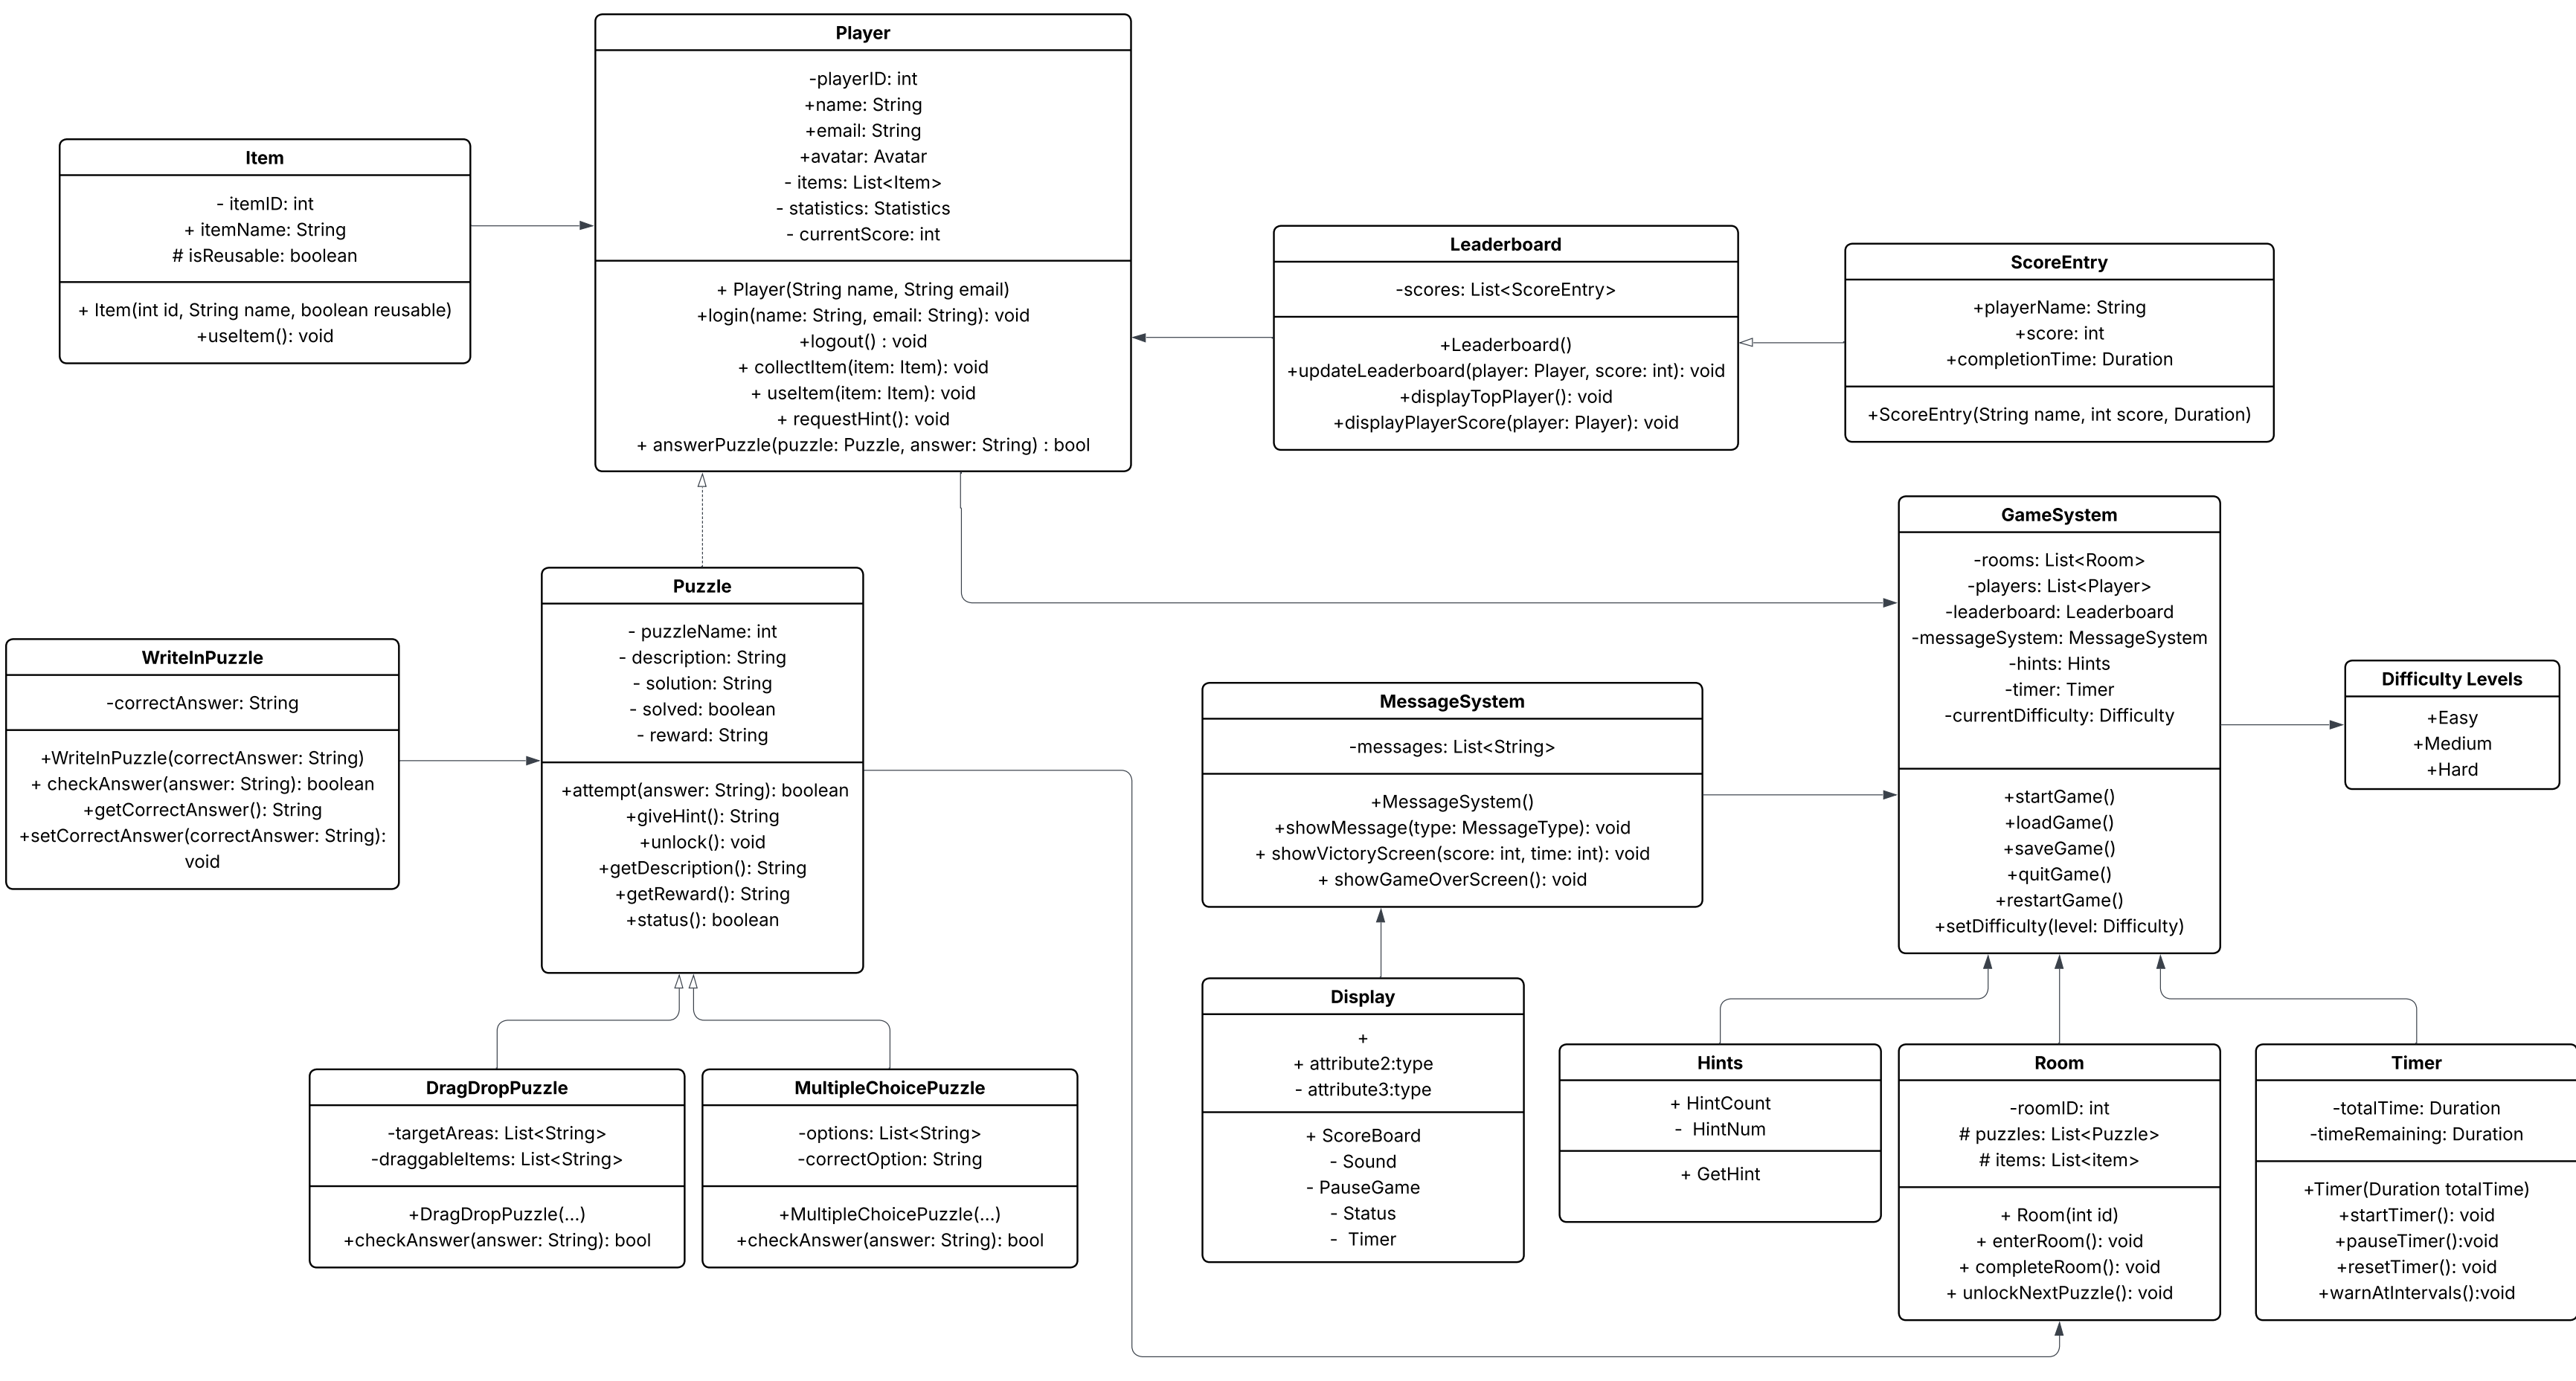 Player
-playerID: int
+name: String
+email: String
+avatar: Avatar
- items: List<Item>
- statistics: Statistics
- currentScore: int
+ Player(String name, String email)
+login(name: String, email: String): void
+logout() : void
+ collectItem(item: Item): void
+ useItem(item: Item): void
+ requestHint(): void
+ answerPuzzle(puzzle: Puzzle, answer: String) : bool
Item
- itemID: int
+ itemName: String
# isReusable: boolean
+ Item(int id, String name, boolean reusable)
+useItem(): void
Leaderboard
-scores: List<ScoreEntry>
+Leaderboard()
+updateLeaderboard(player: Player, score: int): void
+displayTopPlayer(): void
+displayPlayerScore(player: Player): void
ScoreEntry
+playerName: String
+score: int
+completionTime: Duration
+ScoreEntry(String name, int score, Duration)
GameSystem
-rooms: List<Room>
-players: List<Player>
-leaderboard: Leaderboard
-messageSystem: MessageSystem
-hints: Hints
-timer: Timer
-currentDifficulty: Difficulty
+startGame()
+loadGame()
+saveGame()
+quitGame()
+restartGame()
+setDifficulty(level: Difficulty)
Puzzle
- puzzleName: int
- description: String
- solution: String
- solved: boolean
- reward: String
+attempt(answer: String): boolean
+giveHint(): String
+unlock(): void
+getDescription(): String
+getReward(): String
+status(): boolean
WriteInPuzzle
-correctAnswer: String
+WriteInPuzzle(correctAnswer: String)
+ checkAnswer(answer: String): boolean
+getCorrectAnswer(): String
+setCorrectAnswer(correctAnswer: String):
void
MessageSystem
-messages: List<String>
+MessageSystem()
+showMessage(type: MessageType): void
+ showVictoryScreen(score: int, time: int): void
+ showGameOverScreen(): void
Difficulty Levels
+Easy
+Medium
+Hard
Display
+
+ attribute2:type
- attribute3:type
+ ScoreBoard
- Sound
- PauseGame
- Status
- Timer
Hints
+ HintCount
- HintNum
+ GetHint
Room
-roomID: int
# puzzles: List<Puzzle>
# items: List<item>
+ Room(int id)
+ enterRoom(): void
+ completeRoom(): void
+ unlockNextPuzzle(): void
Timer
-totalTime: Duration
-timeRemaining: Duration
+Timer(Duration totalTime)
+startTimer(): void
+pauseTimer():void
+resetTimer(): void
+warnAtIntervals():void
DragDropPuzzle
-targetAreas: List<String>
-draggableItems: List<String>
+DragDropPuzzle(...)
+checkAnswer(answer: String): bool
MultipleChoicePuzzle
-options: List<String>
-correctOption: String
+MultipleChoicePuzzle(...)
+checkAnswer(answer: String): bool